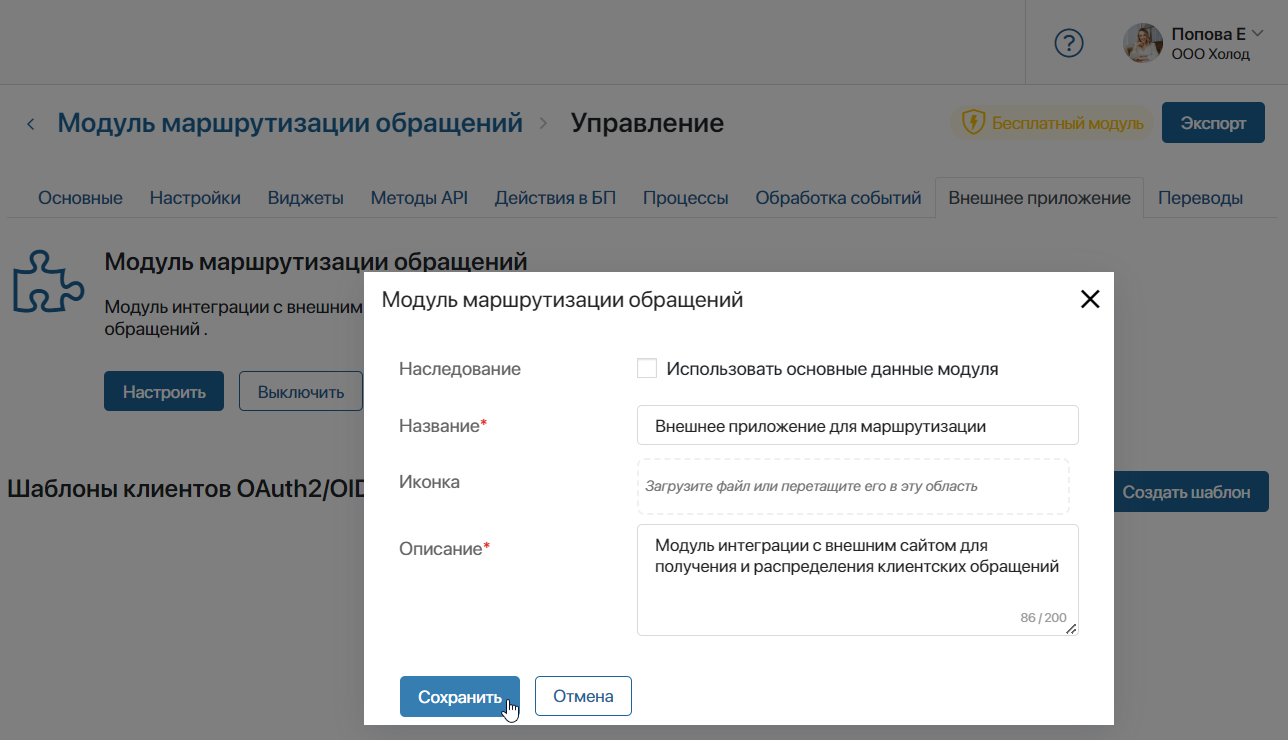 ?
Попова Е
ООО Холод
Модуль маршрутизации обращений > Управление
Бесплатный модуль
Экспорт
Основные Настройки Виджеты Методы API Действия в БП Процессы Обработка событий Внешнее приложение Переводы
Модуль маршрутизации обращений
Модуль интеграции с внешним
обращений .
Настроить Выключить
Шаблоны клиентов OAuth2/OID
Создать шаблон
Модуль маршрутизации обращений
Наследование Использовать основные данные модуля
Название* Внешнее приложение для маршрутизации
Иконка Загрузите файл или перетащите его в эту область
Описание* Модуль интеграции с внешним сайтом для
получения и распределения клиентских обращений
86 / 200
Сохранить Отмена